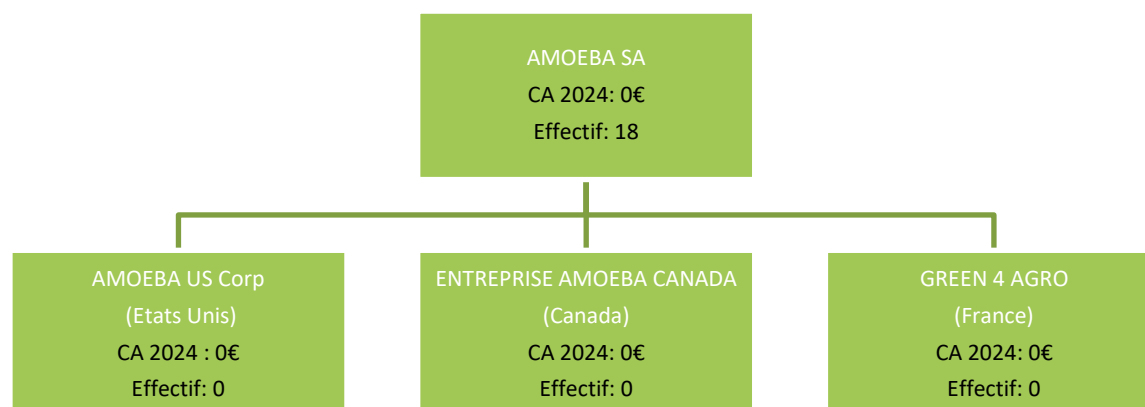 AMOEBA SA
CA 2024: 0€
Effectif: 18
AMOEBA US Corp
(Etats Unis)
CA 2024 : 0€
Effectif: 0
ENTREPRISE AMOEBA CANADA
(Canada)
CA 2024: 0€
Effectif: 0
GREEN 4 AGRO
(France)
CA 2024: 0€
Effectif: 0